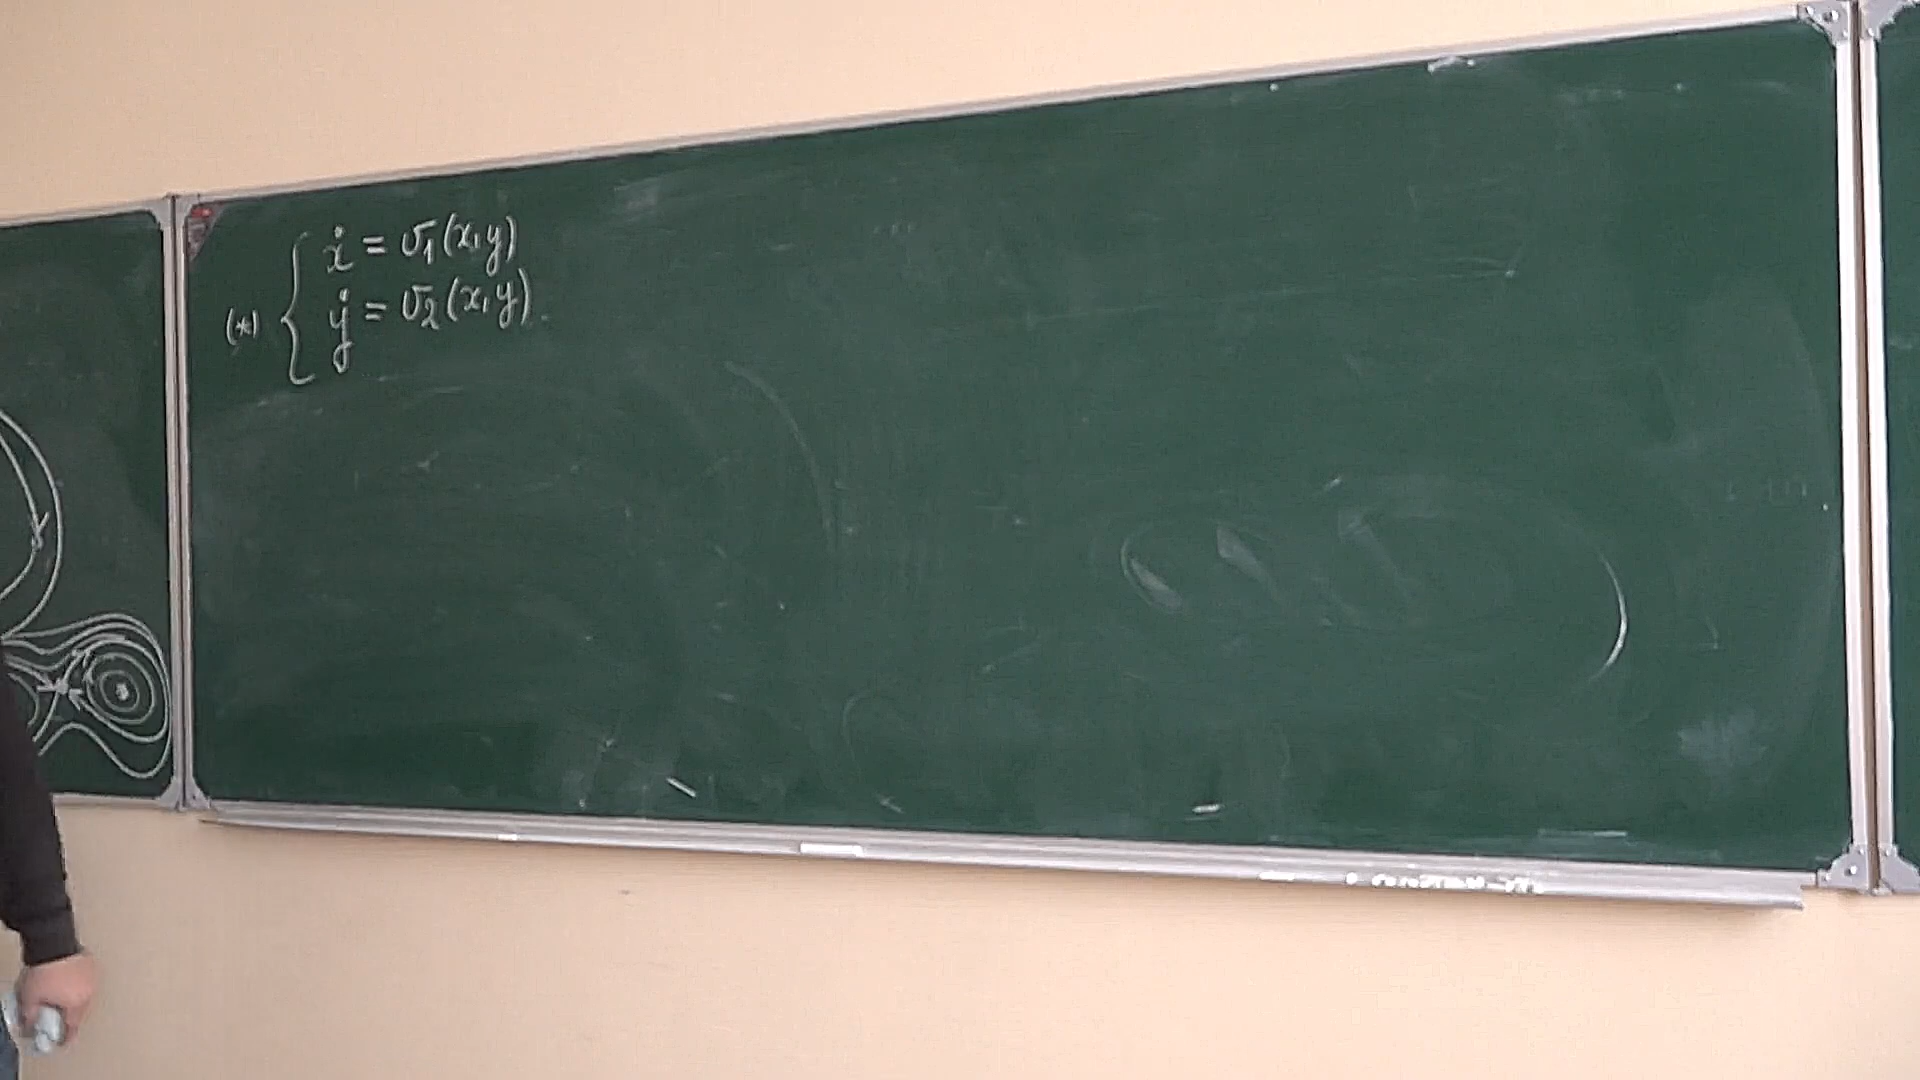 (*) { ẋ = v₁(x,y)
ẏ = v₂(x,y).